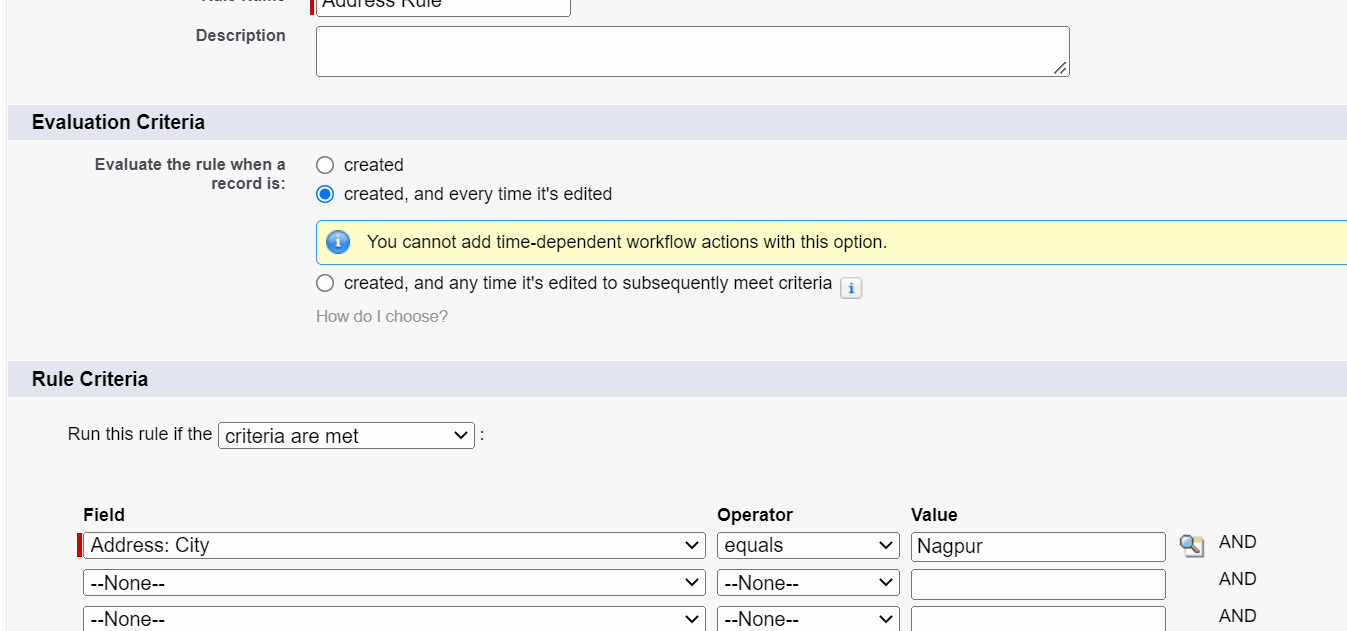 Rule Name Address Rule
Description
Evaluation Criteria
Evaluate the rule when a
record is:
created
created, and every time it's edited
You cannot add time-dependent workflow actions with this option.
created, and any time it's edited to subsequently meet criteria
How do I choose?
Rule Criteria
Run this rule if the criteria are met :
Field Operator Value
Address: City equals Nagpur AND
--None-- --None-- AND
--None-- --None-- AND